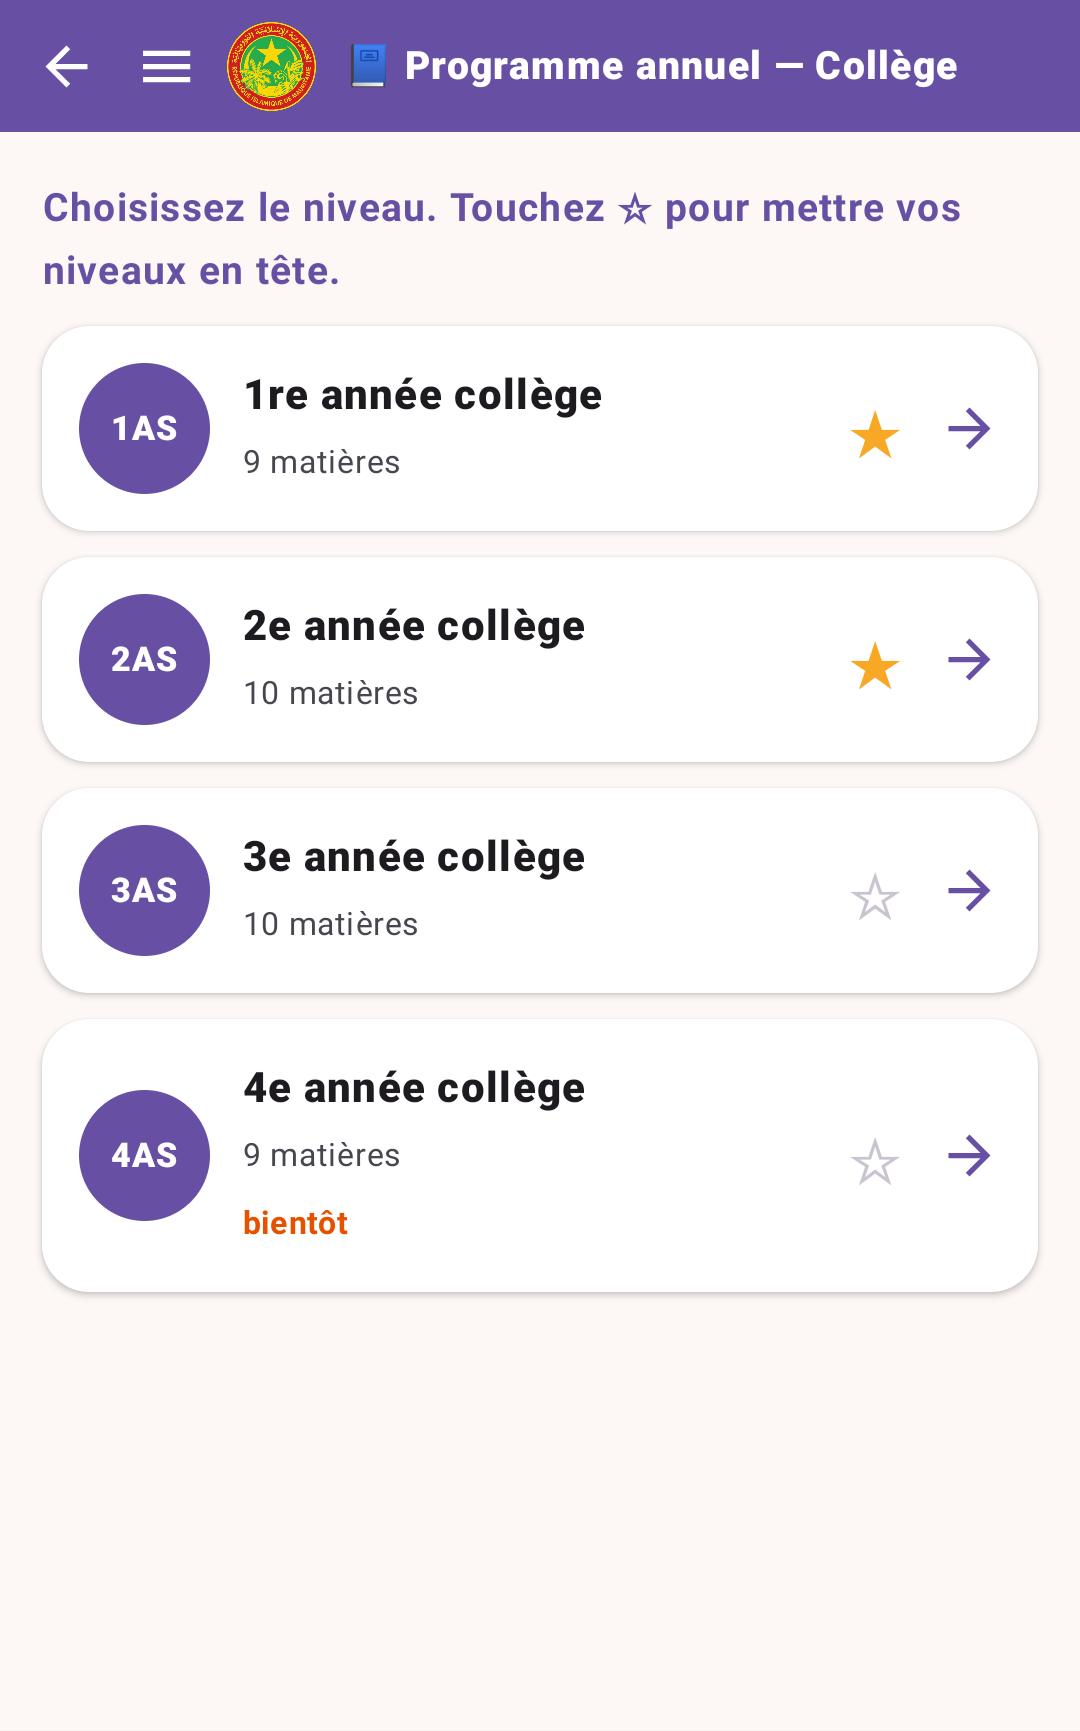 📘 Programme annuel — Collège
Choisissez le niveau. Touchez ☆ pour mettre vos
niveaux en tête.
1AS
1re année collège
9 matières
2AS
2e année collège
10 matières
3AS
3e année collège
10 matières
4AS
4e année collège
9 matières
bientôt